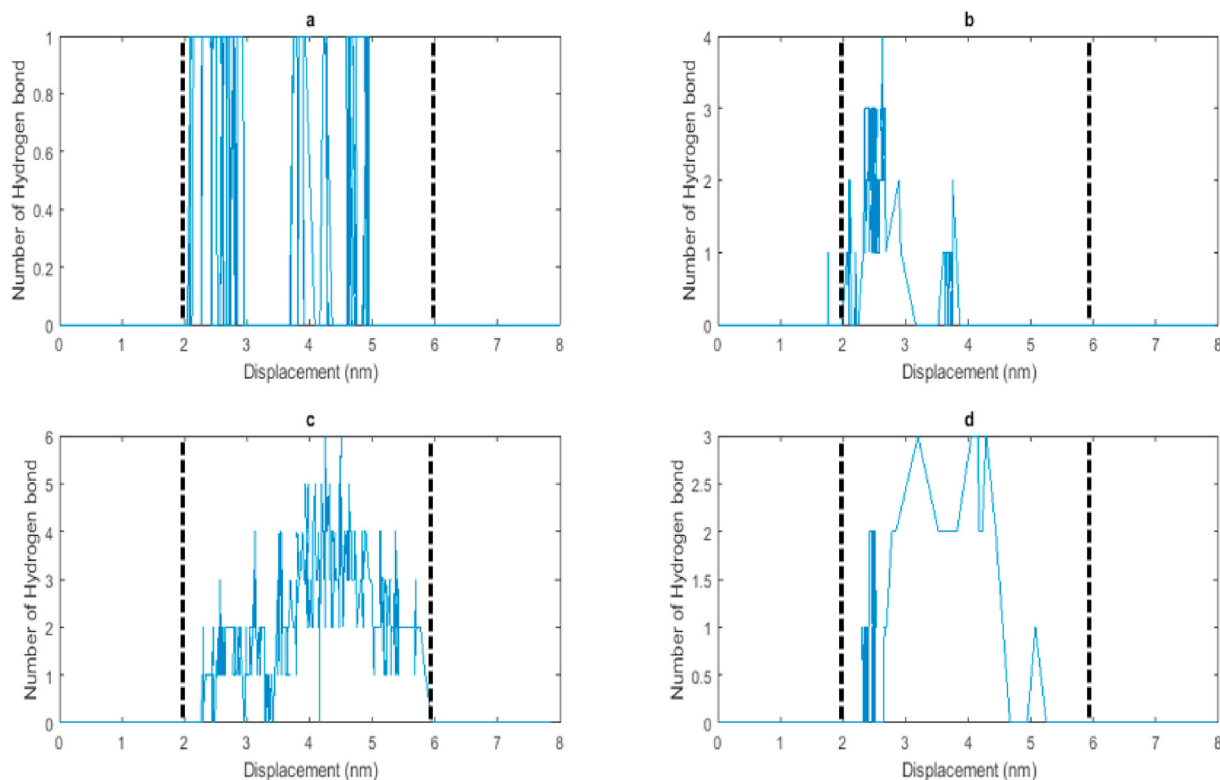 a
Number of Hydrogen bond
1
0.8
0.6
0.4
0.2
0
0 1 2 3 4 5 6 7 8
Displacement (nm)
b
Number of Hydrogen bond
4
3
2
1
0
0 1 2 3 4 5 6 7 8
Displacement (nm)
c
Number of Hydrogen bond
6
5
4
3
2
1
0
0 1 2 3 4 5 6 7 8
Displacement (nm)
d
Number of Hydrogen bond
3
2.5
2
1.5
1
0.5
0
0 1 2 3 4 5 6 7 8
Displacement (nm)